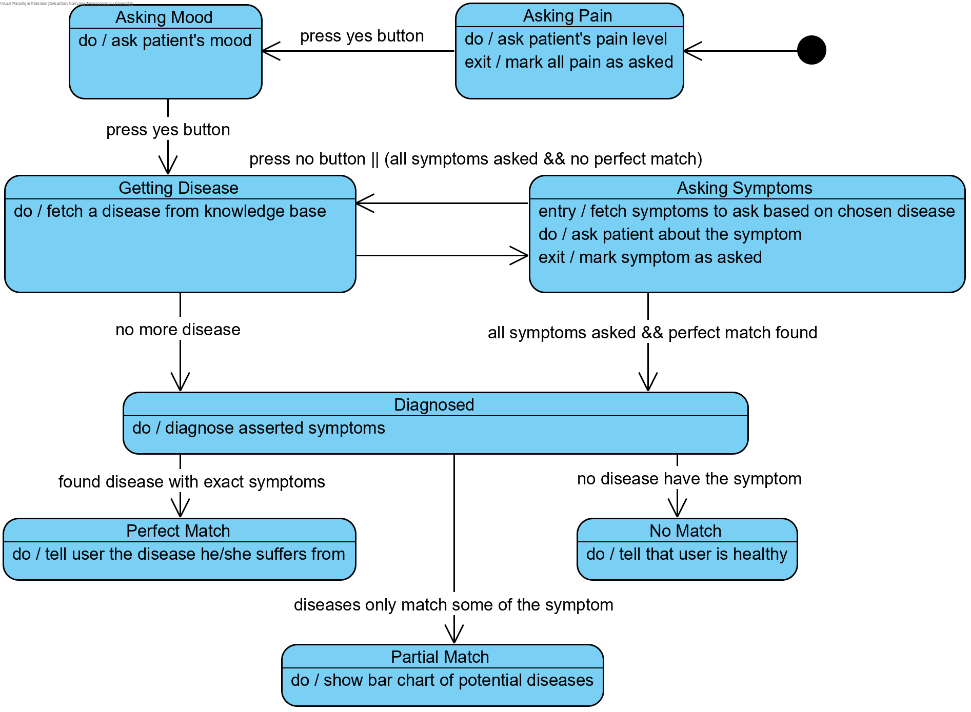 Asking Mood
do / ask patient's mood
press yes button
Asking Pain
do / ask patient's pain level
exit / mark all pain as asked
press yes button
press no button || (all symptoms asked && no perfect match)
Getting Disease
do / fetch a disease from knowledge base
Asking Symptoms
entry / fetch symptoms to ask based on chosen disease
do / ask patient about the symptom
exit / mark symptom as asked
no more disease
all symptoms asked && perfect match found
Diagnosed
do / diagnose asserted symptoms
found disease with exact symptoms
no disease have the symptom
Perfect Match
do / tell user the disease he/she suffers from
No Match
do / tell that user is healthy
diseases only match some of the symptom
Partial Match
do / show bar chart of potential diseases